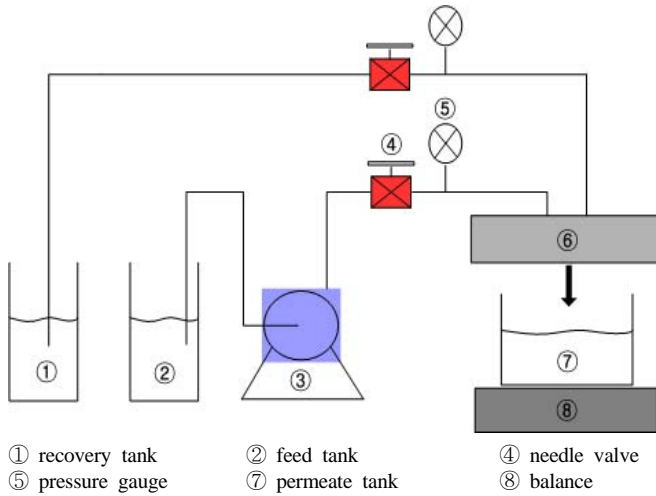 ⑤
④
⑥
① ② ③ ⑦
⑧
① recovery tank ② feed tank ④ needle valve
⑤ pressure gauge ⑦ permeate tank ⑧ balance